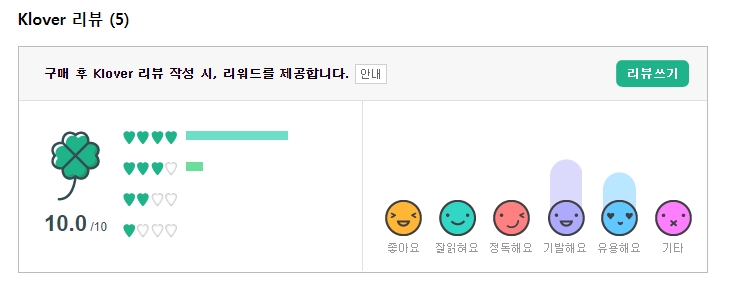 Klover 리뷰 (5)
구매 후 Klover 리뷰 작성 시, 리워드를 제공합니다. 안내
리뷰쓰기
10.0 /10
좋아요 잘읽혀요 정독해요 기발해요 유용해요 기타